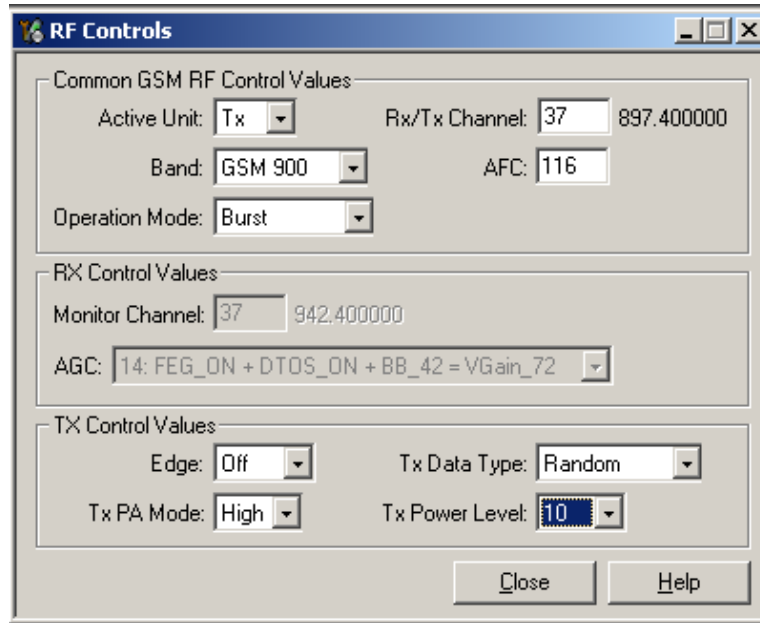 RF Controls
Common GSM RF Control Values
Active Unit: Tx Rx/Tx Channel: 37 897.400000
Band: GSM 900 AFC: 116
Operation Mode: Burst
RX Control Values
Monitor Channel: 37 942.400000
AGC: 14: FEG_ON + DTOS_ON + BB_42 = VGain_72
TX Control Values
Edge: Off Tx Data Type: Random
Tx PA Mode: High Tx Power Level: 10
Close Help